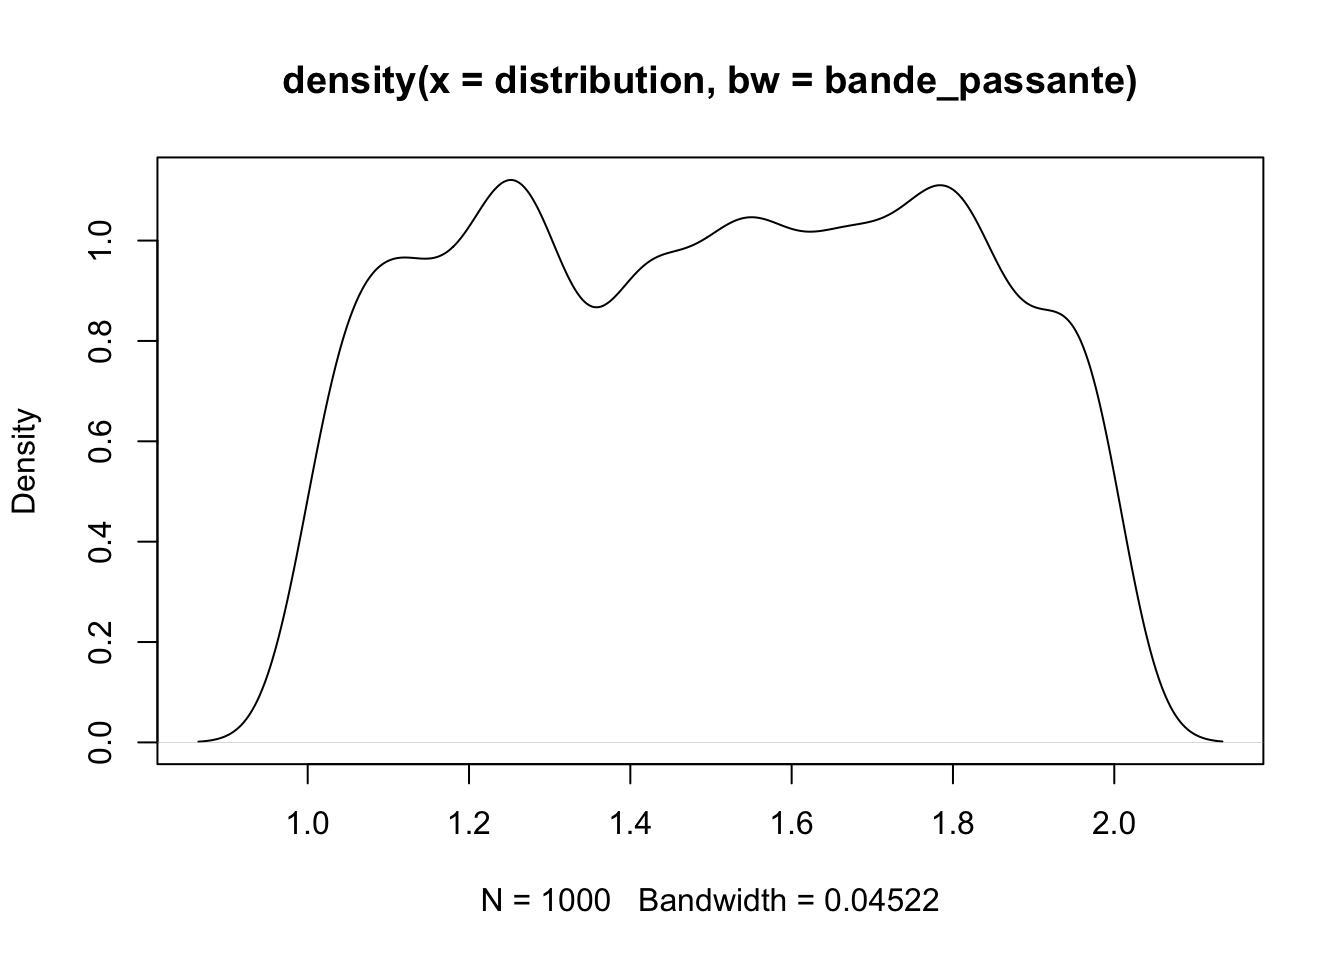 density(x = distribution, bw = bande_passante)
Density
1.0
0.8
0.6
0.4
0.2
0.0
1.0 1.2 1.4 1.6 1.8 2.0
N = 1000 Bandwidth = 0.04522